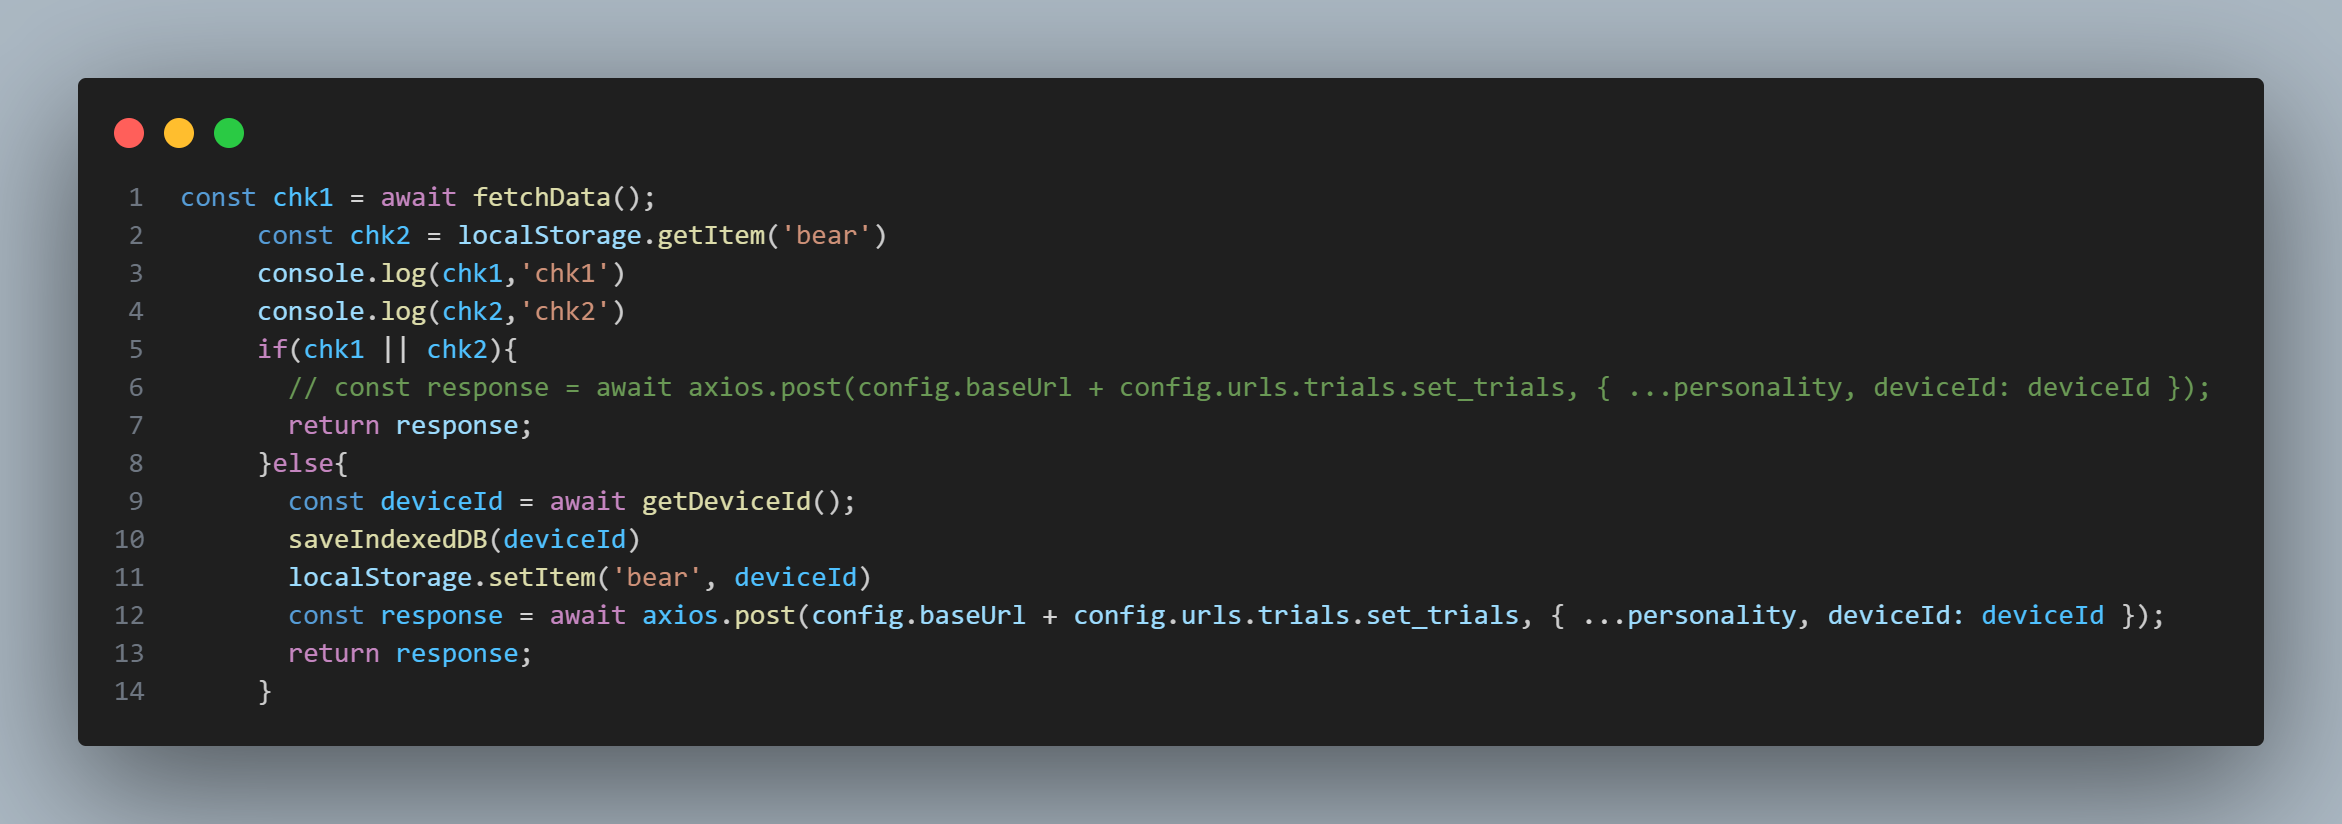 1 const chk1 = await fetchData();
2 const chk2 = localStorage.getItem('bear')
3 console.log(chk1,'chk1')
4 console.log(chk2,'chk2')
5 if(chk1 || chk2){
6 // const response = await axios.post(config.baseUrl + config.urls.trials.set_trials, { ...personality, deviceId: deviceId });
7 return response;
8 }else{
9 const deviceId = await getDeviceId();
10 saveIndexedDB(deviceId)
11 localStorage.setItem('bear', deviceId)
12 const response = await axios.post(config.baseUrl + config.urls.trials.set_trials, { ...personality, deviceId: deviceId });
13 return response;
14 }